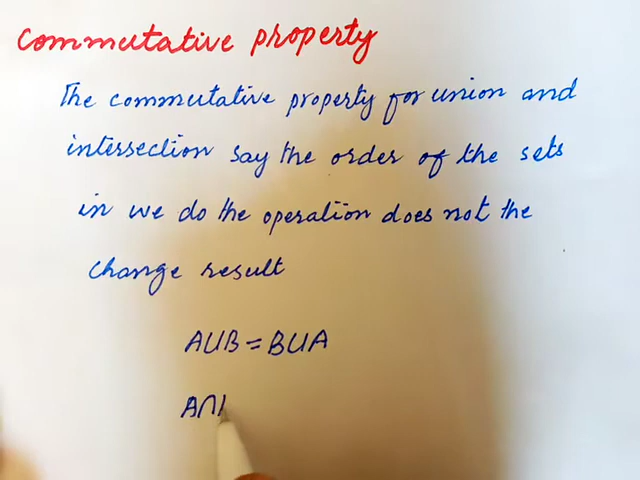 Commutative property
The commutative property for union and
interssection say the order of the sets
in we do the operation does not the
change result
A∪B = B∪A
A∩